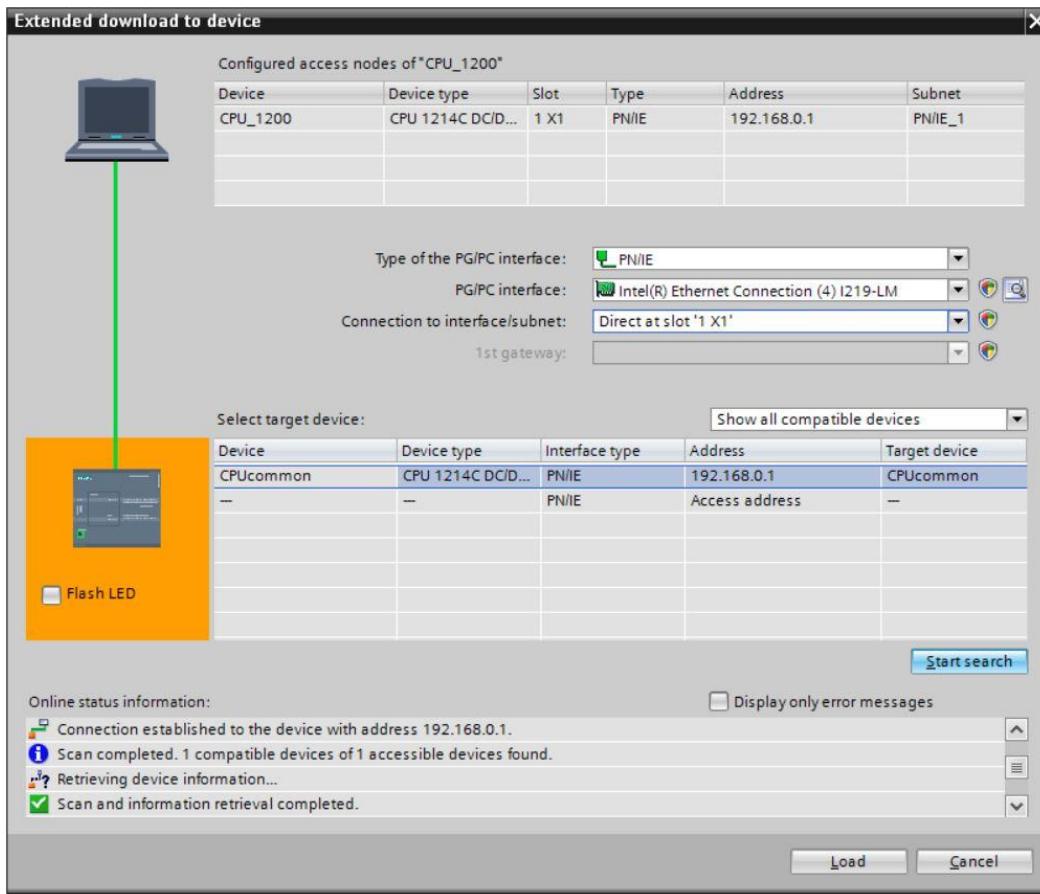 Extended download to device
Configured access nodes of "CPU_1200"
Device Device type Slot Type Address Subnet
CPU_1200 CPU 1214C DC/D... 1 X1 PN/IE 192.168.0.1 PN/IE_1
Type of the PG/PC interface: PN/IE
PG/PC interface: Intel(R) Ethernet Connection (4) I219-LM
Connection to interface/subnet: Direct at slot '1 X1'
1st gateway:
Select target device: Show all compatible devices
Device Device type Interface type Address Target device
CPUcommon CPU 1214C DC/D... PN/IE 192.168.0.1 CPUcommon
— — PN/IE Access address —
Flash LED
Start search
Online status information: Display only error messages
Connection established to the device with address 192.168.0.1.
Scan completed. 1 compatible devices of 1 accessible devices found.
Retrieving device information...
Scan and information retrieval completed.
Load Cancel